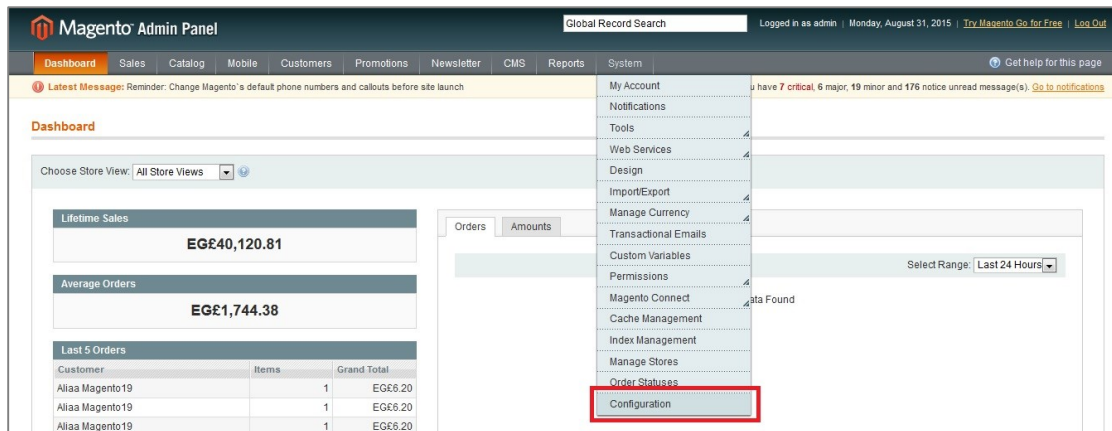 Magento Admin Panel
Global Record Search
Logged in as admin | Monday, August 31, 2015 | Try Magento Go for Free | Log Out
Dashboard Sales Catalog Mobile Customers Promotions Newsletter CMS Reports System
Get help for this page
Latest Message: Reminder: Change Magento`s default phone numbers and callouts before site launch
u have 7 critical, 6 major, 19 minor and 176 notice unread message(s). Go to notifications
My Account
Notifications
Tools
Web Services
Design
Import/Export
Manage Currency
Transactional Emails
Custom Variables
Permissions
Magento Connect
Cache Management
Index Management
Manage Stores
Order Statuses
Configuration
Dashboard
Choose Store View: All Store Views
Lifetime Sales
EG£40,120.81
Average Orders
EG£1,744.38
Last 5 Orders
Customer Items Grand Total
Aliaa Magento19 1 EG£6.20
Aliaa Magento19 1 EG£6.20
Aliaa Magento19 1 EG£6.20
Orders Amounts
Select Range: Last 24 Hours
ata Found